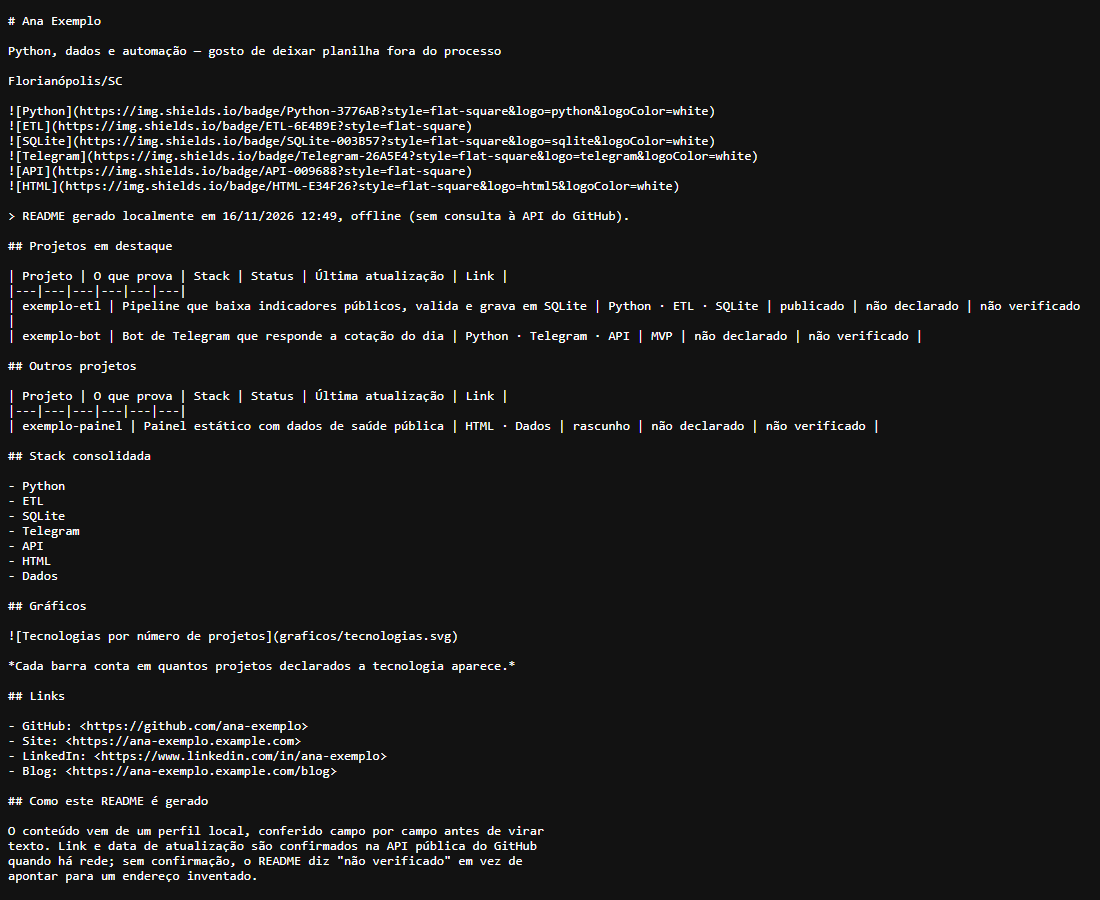 # Ana Exemplo
Python, dados e automação — gosto de deixar planilha fora do processo
Florianópolis/SC
![Python](https://img.shields.io/badge/Python-3776AB?style=flat-square&logo=python&logoColor=white)
![ETL](https://img.shields.io/badge/ETL-6E4B9E?style=flat-square)
![SQLite](https://img.shields.io/badge/SQLite-003B57?style=flat-square&logo=sqlite&logoColor=white)
![Telegram](https://img.shields.io/badge/Telegram-26A5E4?style=flat-square&logo=telegram&logoColor=white)
![API](https://img.shields.io/badge/API-009688?style=flat-square)
![HTML](https://img.shields.io/badge/HTML-E34F26?style=flat-square&logo=html5&logoColor=white)
> README gerado localmente em 16/11/2026 12:49, offline (sem consulta à API do GitHub).
## Projetos em destaque
| Projeto | O que prova | Stack | Status | Última atualização | Link |
|---|---|---|---|---|---|
| exemplo-etl | Pipeline que baixa indicadores públicos, valida e grava em SQLite | Python · ETL · SQLite | publicado | não declarado | não verificado
|
| exemplo-bot | Bot de Telegram que responde a cotação do dia | Python · Telegram · API | MVP | não declarado | não verificado |
## Outros projetos
| Projeto | O que prova | Stack | Status | Última atualização | Link |
|---|---|---|---|---|---|
| exemplo-painel | Painel estático com dados de saúde pública | HTML · Dados | rascunho | não declarado | não verificado |
## Stack consolidada
- Python
- ETL
- SQLite
- Telegram
- API
- HTML
- Dados
## Gráficos
![Tecnologias por número de projetos](graficos/tecnologias.svg)
*Cada barra conta em quantos projetos declarados a tecnologia aparece.*
## Links
- GitHub: <https://github.com/ana-exemplo>
- Site: <https://ana-exemplo.example.com>
- LinkedIn: <https://www.linkedin.com/in/ana-exemplo>
- Blog: <https://ana-exemplo.example.com/blog>
## Como este README é gerado
O conteúdo vem de um perfil local, conferido campo por campo antes de virar
texto. Link e data de atualização são confirmados na API pública do GitHub
quando há rede; sem confirmação, o README diz "não verificado" em vez de
apontar para um endereço inventado.